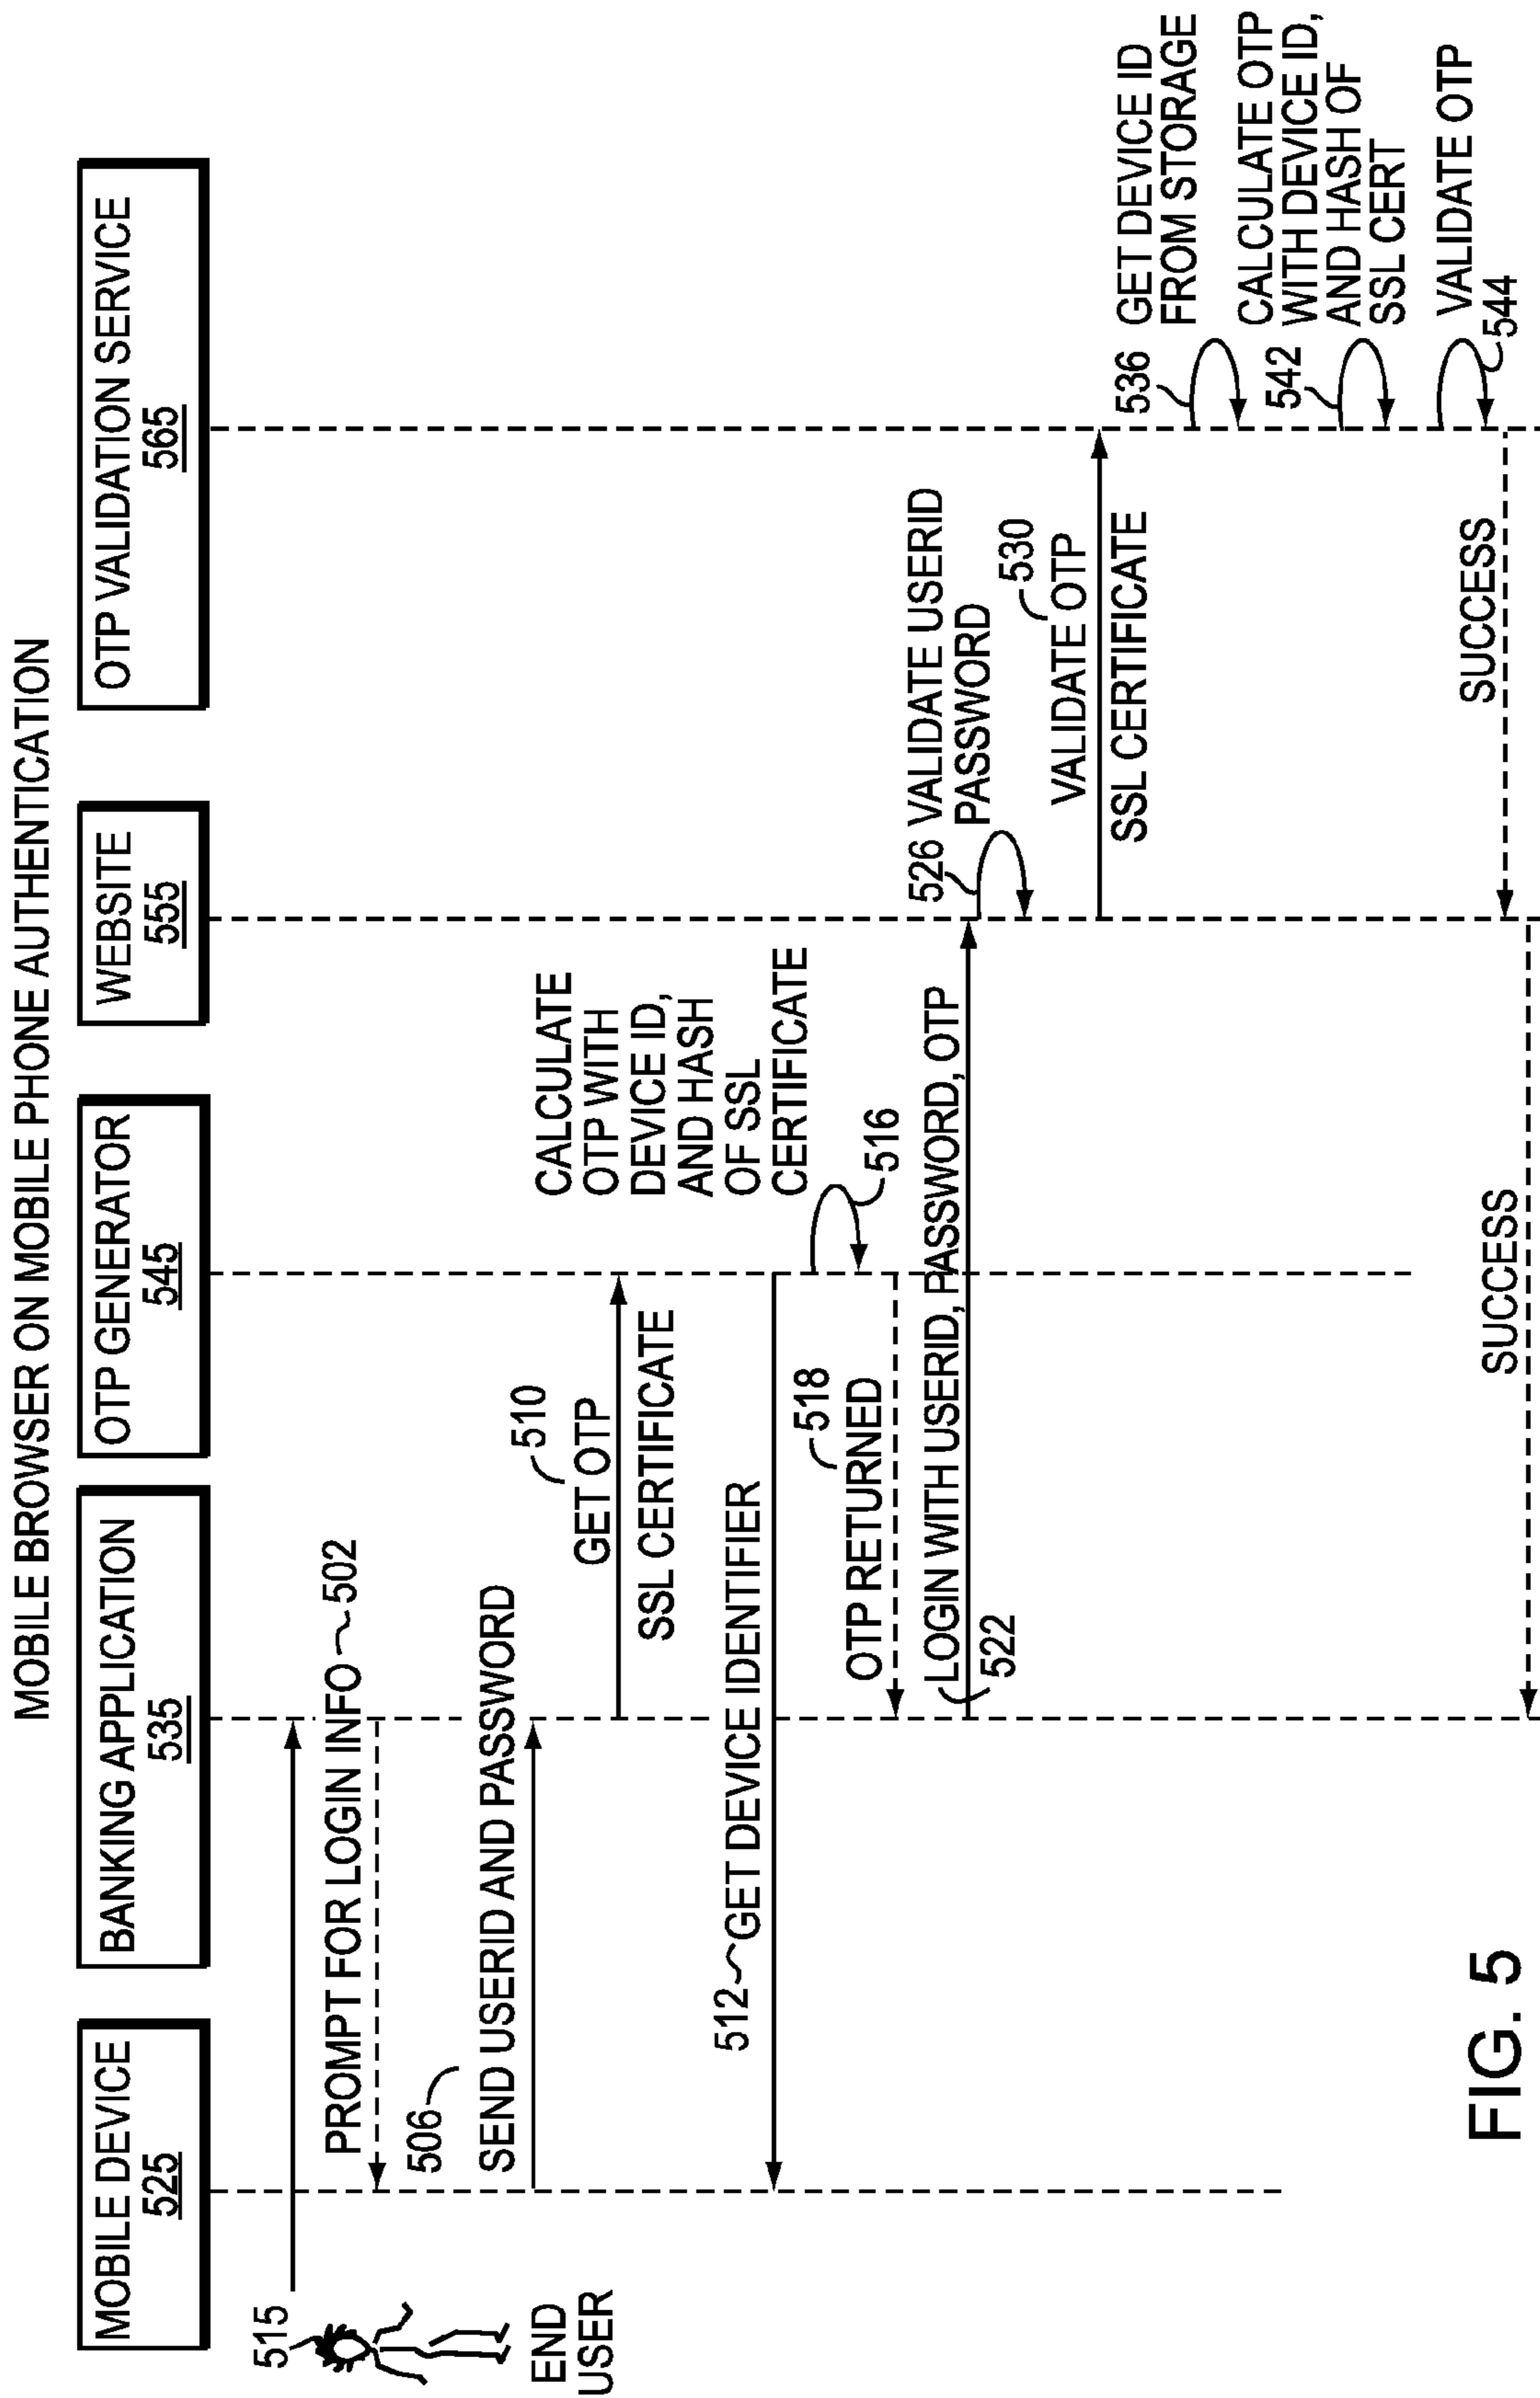 MOBILE BROWSER ON MOBILE PHONE AUTHENTICATION
MOBILE DEVICE
525
BANKING APPLICATION
535
OTP GENERATOR
545
WEBSITE
555
OTP VALIDATION SERVICE
565
515
END
USER
PROMPT FOR LOGIN INFO
502
506
SEND USERID AND PASSWORD
510
GET OTP
SSL CERTIFICATE
512
GET DEVICE IDENTIFIER
CALCULATE
OTP WITH
DEVICE ID,
AND HASH
OF SSL
CERTIFICATE
516
518
OTP RETURNED
LOGIN WITH USERID, PASSWORD, OTP
522
526
VALIDATE USERID
PASSWORD
530
VALIDATE OTP
SSL CERTIFICATE
536
GET DEVICE ID
FROM STORAGE
542
CALCULATE OTP
WITH DEVICE ID,
AND HASH OF
SSL CERT
VALIDATE OTP
544
SUCCESS
SUCCESS
FIG. 5